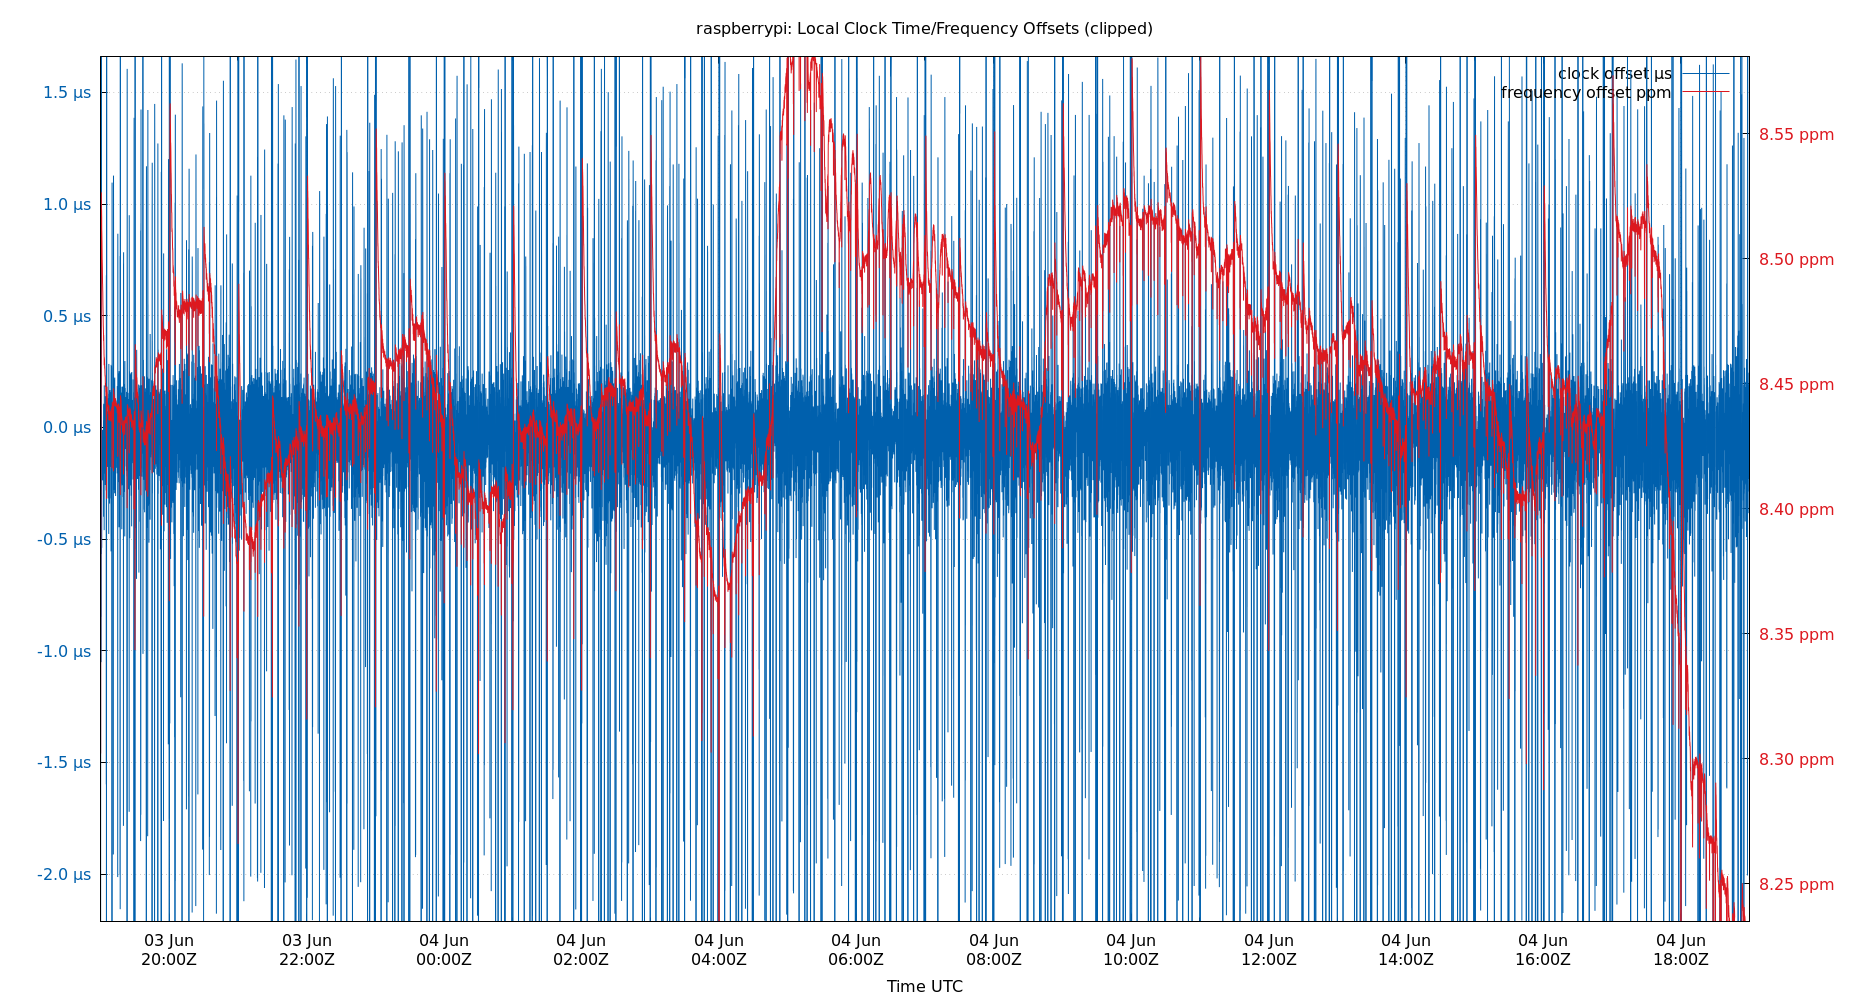 raspberrypi: Local Clock Time/Frequency Offsets (clipped)
clock offset µs
frequency offset ppm
1.5 µs
1.0 µs
0.5 µs
0.0 µs
-0.5 µs
-1.0 µs
-1.5 µs
-2.0 µs
8.55 ppm
8.50 ppm
8.45 ppm
8.40 ppm
8.35 ppm
8.30 ppm
8.25 ppm
03 Jun 20:00Z
03 Jun 22:00Z
04 Jun 00:00Z
04 Jun 02:00Z
04 Jun 04:00Z
04 Jun 06:00Z
04 Jun 08:00Z
04 Jun 10:00Z
04 Jun 12:00Z
04 Jun 14:00Z
04 Jun 16:00Z
04 Jun 18:00Z
Time UTC